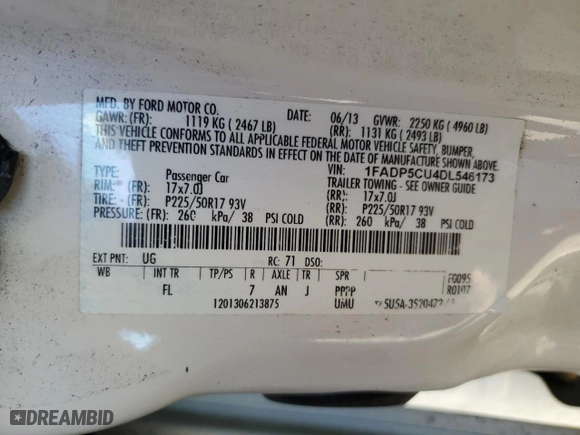 MFD. BY FORD MOTOR CO.
DATE: 06/13 GVWR: 2250 KG ( 4960 LB)
GAWR: (FR): 1119 KG ( 2467 LB) (RR): 1131 KG ( 2493 LB)
THIS VEHICLE CONFORMS TO ALL APPLICABLE FEDERAL MOTOR VEHICLE SAFETY, BUMPER,
AND THEFT PREVENTION STANDARDS IN EFFECT ON THE DATE OF MANUFACTURE SHOWN ABOVE.
VIN: 1FADP5CU4DL546173
TYPE: Passenger Car TRAILER TOWING - SEE OWNER GUIDE
RIM: (FR): 17x7.0J (RR): 17x7.0J
TIRE: (FR): P225/50R17 93V (RR): P225/50R17 93V
PRESSURE: (FR): 260 kPa/ 38 PSI COLD (RR): 260 kPa/ 38 PSI COLD
EXT PNT: UG RC: 71 DSO: FG095
WB INT TR TP/PS R AXLE TR SPR R0107
FL 7 AN J PPPP
1201306213875 UMU 5U5A-3520472
DREAMBID